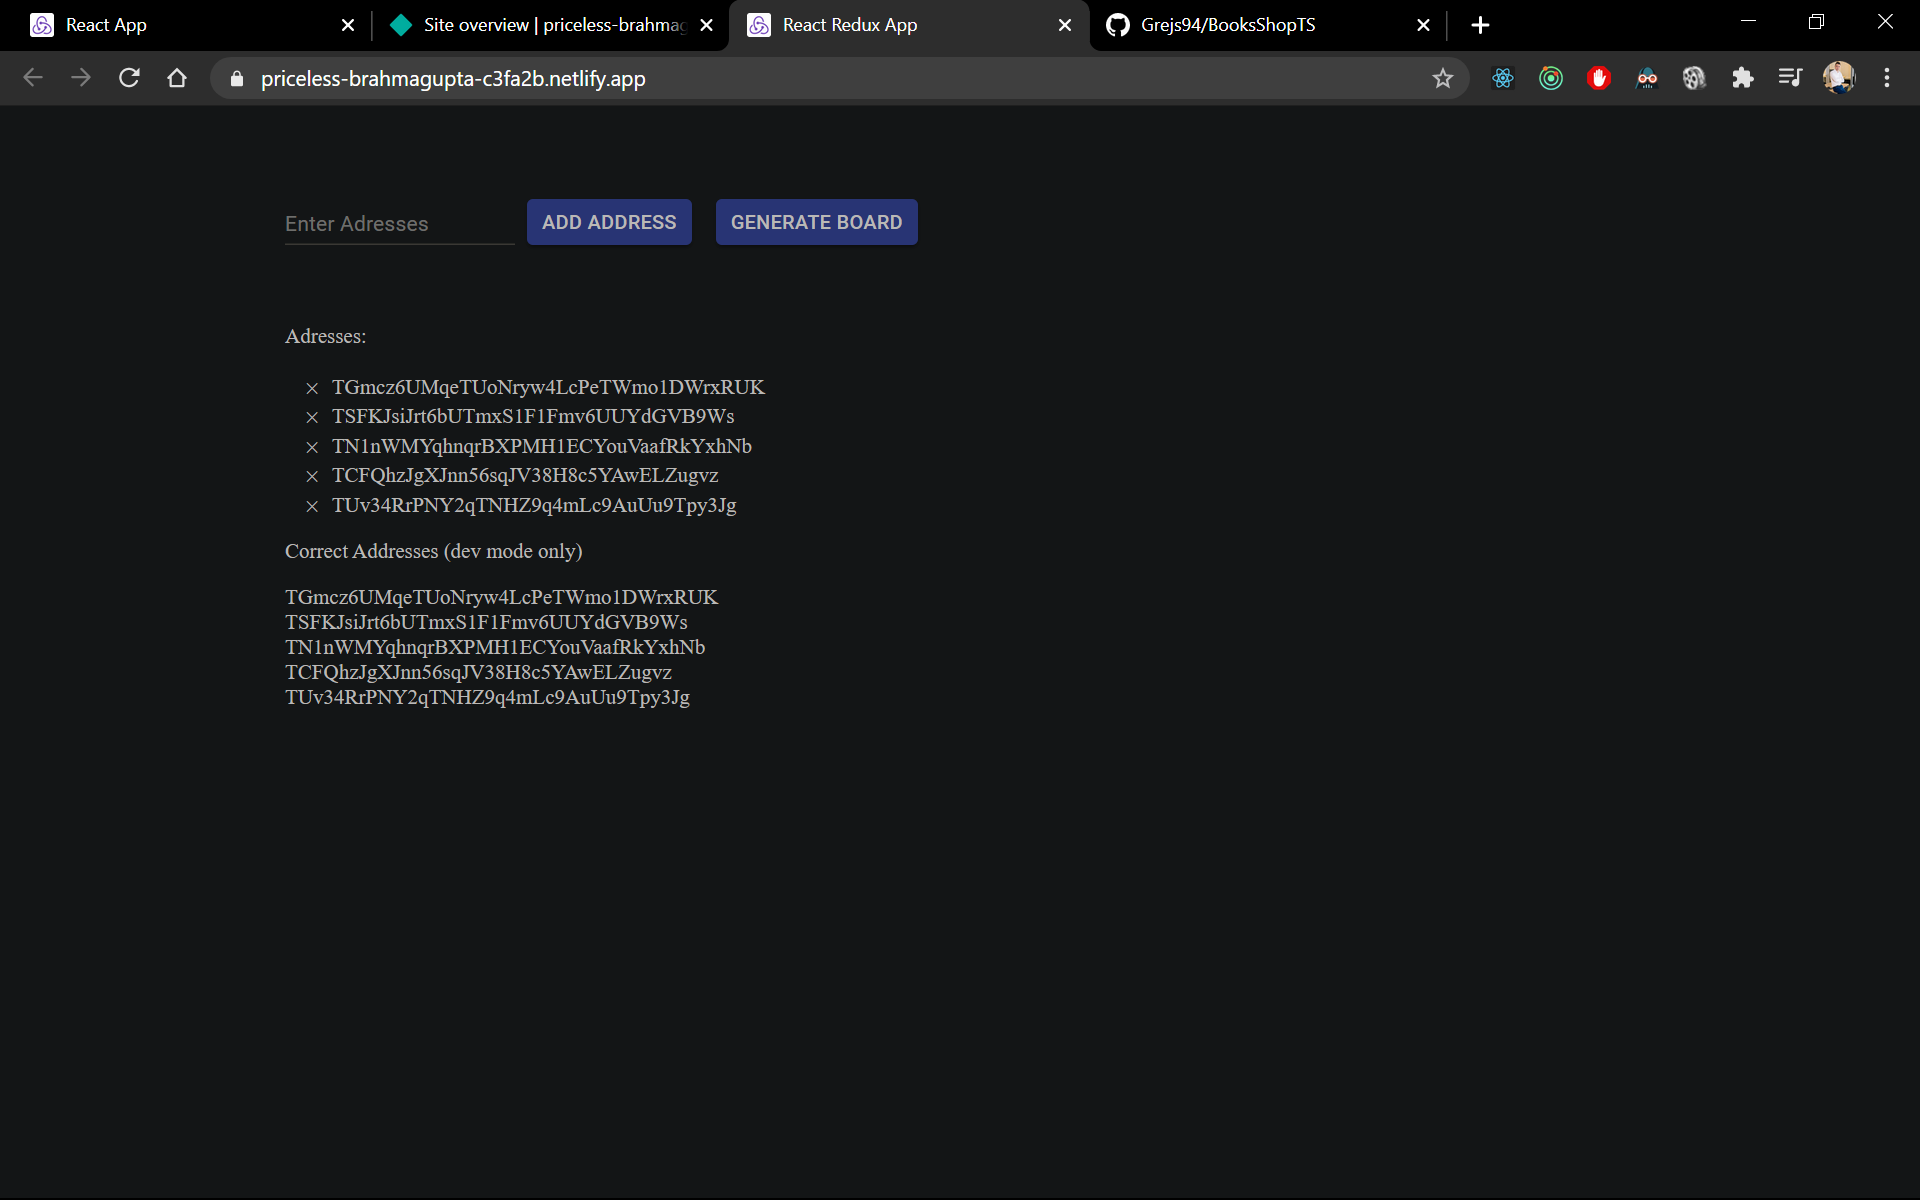 React App
Site overview | priceless-brahmag
React Redux App
Grejs94/BooksShopTS
priceless-brahmagupta-c3fa2b.netlify.app
Enter Adresses
ADD ADDRESS
GENERATE BOARD
Adresses:
TGmcz6UMqeTUoNryw4LcPeTWmo1DWrxRUK
TSFKJsiJrt6bUTmxS1F1Fmv6UUYdGVB9Ws
TN1nWMYqhnqrBXPMH1ECYouVaafRkYxhNb
TCFQhzJgXJnn56sqJV38H8c5YAwELZugvz
TUv34RrPNY2qTNHZ9q4mLc9AuUu9Tpy3Jg
Correct Addresses (dev mode only)
TGmcz6UMqeTUoNryw4LcPeTWmo1DWrxRUK
TSFKJsiJrt6bUTmxS1F1Fmv6UUYdGVB9Ws
TN1nWMYqhnqrBXPMH1ECYouVaafRkYxhNb
TCFQhzJgXJnn56sqJV38H8c5YAwELZugvz
TUv34RrPNY2qTNHZ9q4mLc9AuUu9Tpy3Jg